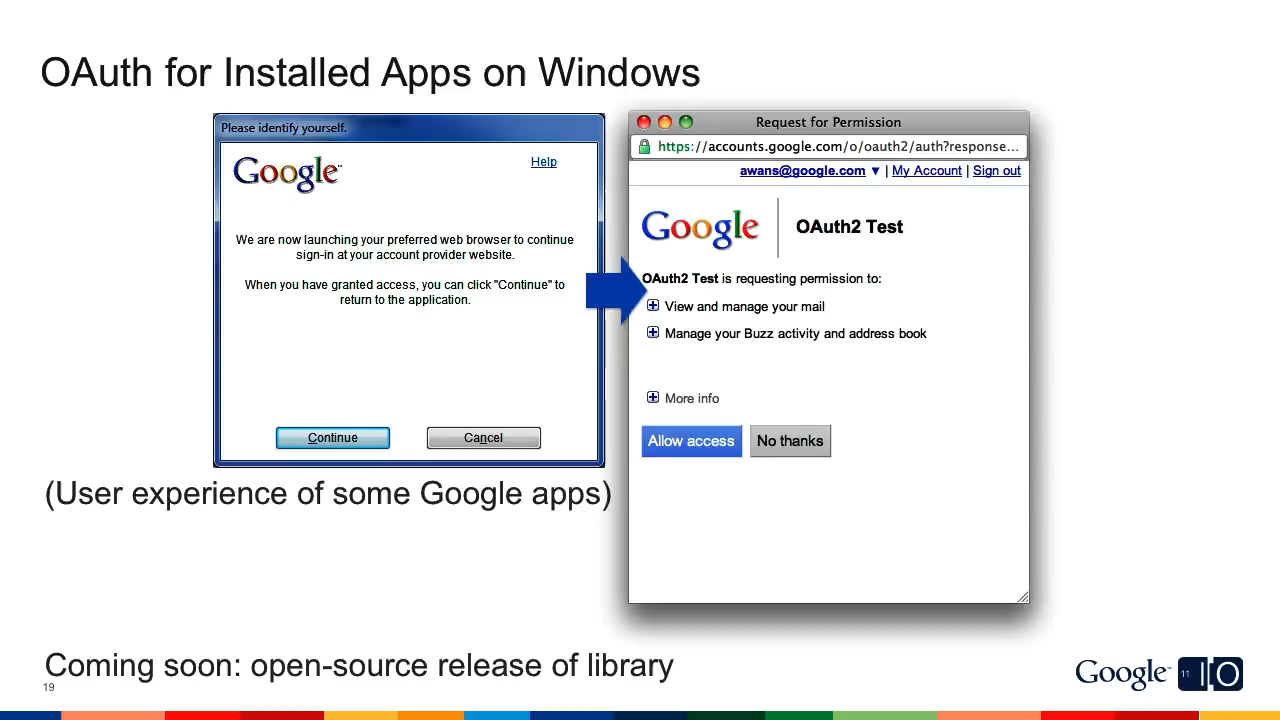 OAuth for Installed Apps on Windows
Please identify yourself.
Google™
Help
We are now launching your preferred web browser to continue
sign-in at your account provider website.
When you have granted access, you can click "Continue" to
return to the application.
Continue
Cancel
(User experience of some Google apps)
Request for Permission
https://accounts.google.com/o/oauth2/auth?response...
awans@google.com ▼ | My Account | Sign out
Google
OAuth2 Test
OAuth2 Test is requesting permission to:
View and manage your mail
Manage your Buzz activity and address book
More info
Allow access
No thanks
Coming soon: open-source release of library
19
Google™ 11 IO